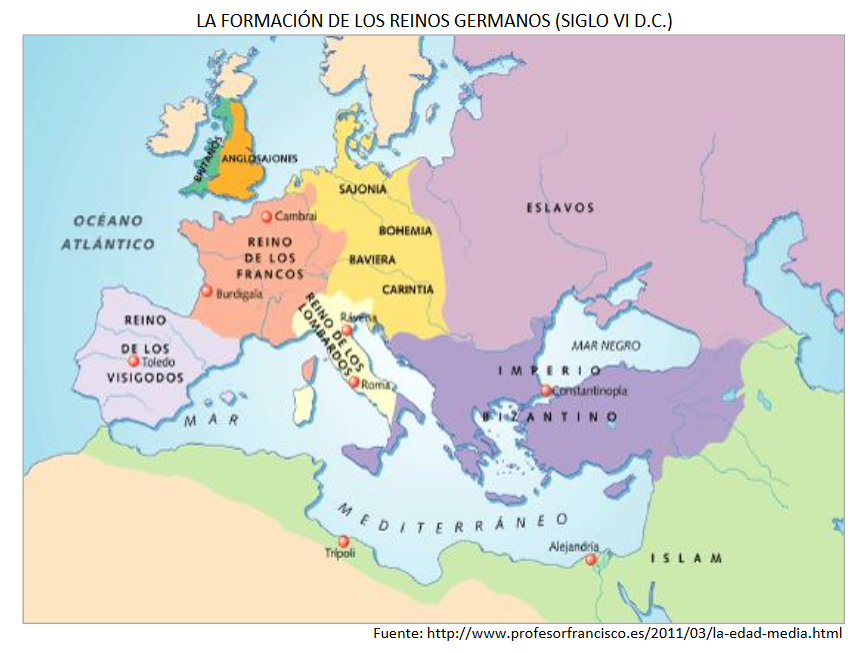 LA FORMACIÓN DE LOS REINOS GERMANOS (SIGLO VI D.C.)
BRITANOS
ANGLOSAJONES
SAJONIA
ESLAVOS
OCÉANO
ATLÁNTICO
Cambrai
BOHEMIA
REINO
DE LOS
FRANCOS
BAVIERA
CARINTIA
Burdigala
REINO DE LOS
LOMBARDOS
Rávena
REINO
DE LOS
VISIGODOS
Toledo
MAR NEGRO
IMPERIO
Roma
Constantinopla
BIZANTINO
MAR
MEDITERRÁNEO
Trípoli
Alejandría
ISLAM
Fuente: http://www.profesorfrancisco.es/2011/03/la-edad-media.html